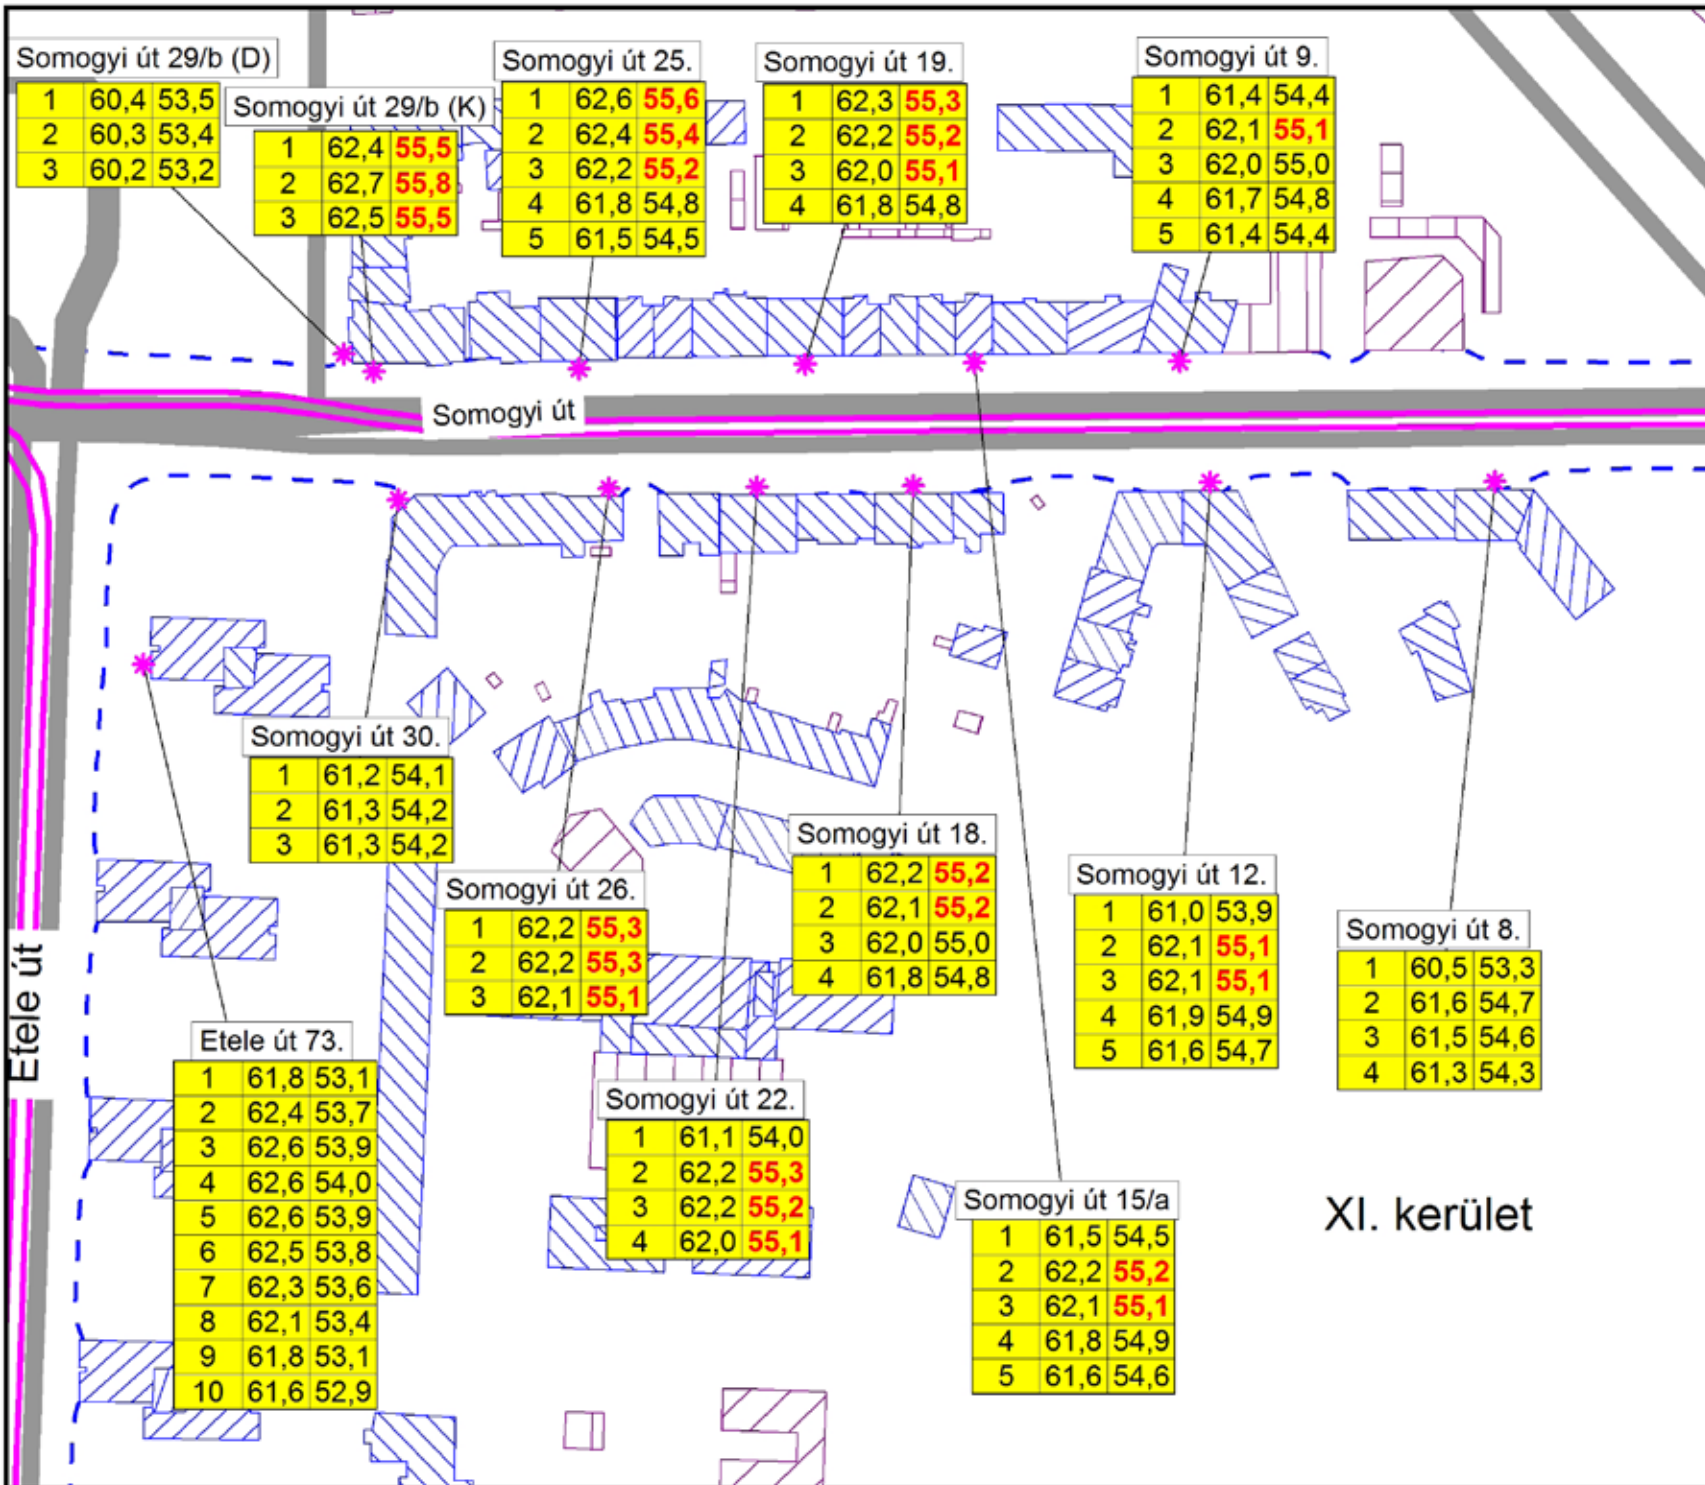 Somogyi út 29/b (D)
1 60,4 53,5
2 60,3 53,4
3 60,2 53,2
Somogyi út 29/b (K)
1 62,4 55,5
2 62,7 55,8
3 62,5 55,5
Somogyi út 25.
1 62,6 55,6
2 62,4 55,4
3 62,2 55,2
4 61,8 54,8
5 61,5 54,5
Somogyi út 19.
1 62,3 55,3
2 62,2 55,2
3 62,0 55,1
4 61,8 54,8
Somogyi út 9.
1 61,4 54,4
2 62,1 55,1
3 62,0 55,0
4 61,7 54,8
5 61,4 54,4
Somogyi út
Somogyi út 30.
1 61,2 54,1
2 61,3 54,2
3 61,3 54,2
Somogyi út 26.
1 62,2 55,3
2 62,2 55,3
3 62,1 55,1
Somogyi út 18.
1 62,2 55,2
2 62,1 55,2
3 62,0 55,0
4 61,8 54,8
Somogyi út 12.
1 61,0 53,9
2 62,1 55,1
3 62,1 55,1
4 61,9 54,9
5 61,6 54,7
Somogyi út 8.
1 60,5 53,3
2 61,6 54,7
3 61,5 54,6
4 61,3 54,3
Etele út
Etele út 73.
1 61,8 53,1
2 62,4 53,7
3 62,6 53,9
4 62,6 54,0
5 62,6 53,9
6 62,5 53,8
7 62,3 53,6
8 62,1 53,4
9 61,8 53,1
10 61,6 52,9
Somogyi út 22.
1 61,1 54,0
2 62,2 55,3
3 62,2 55,2
4 62,0 55,1
Somogyi út 15/a
1 61,5 54,5
2 62,2 55,2
3 62,1 55,1
4 61,8 54,9
5 61,6 54,6
XI. kerület